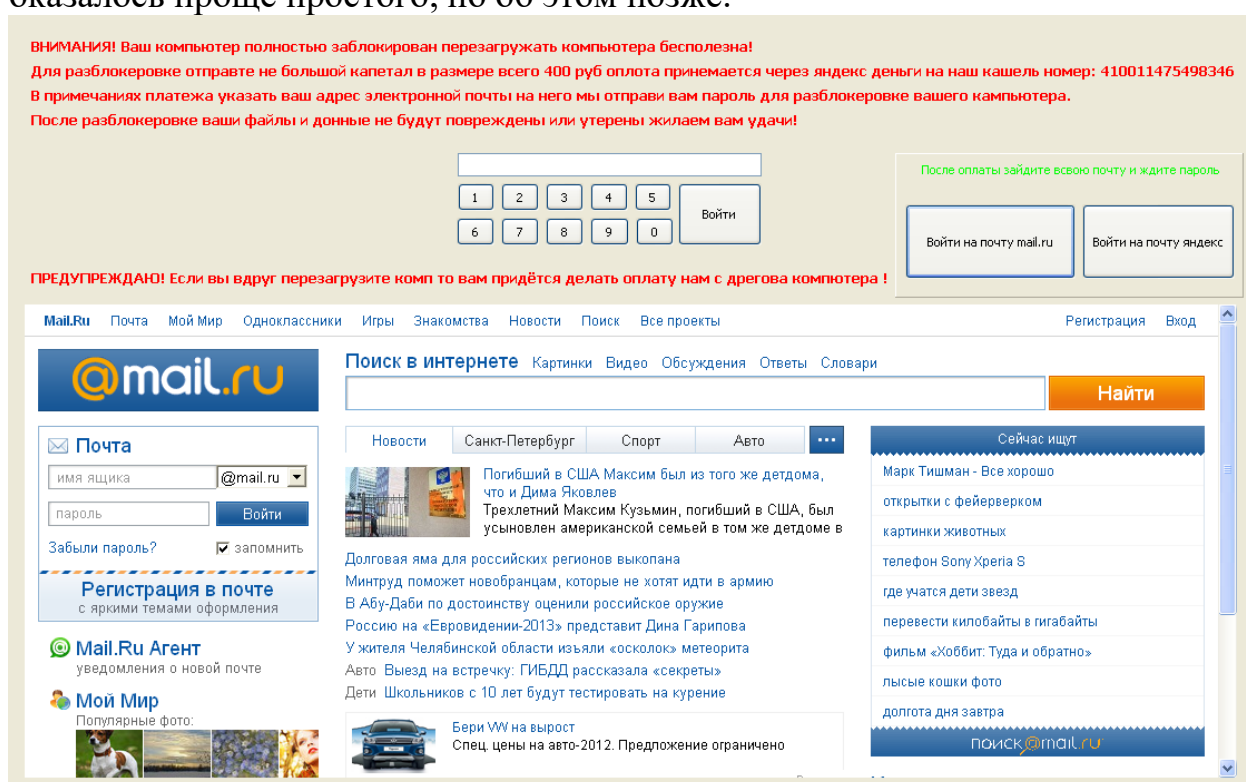 оказалось проще простого, но об этом позже.
ВНИМАНИЯ! Ваш компьютер полностью заблокирован перезагружать компьютера бесполезна!
Для разблокеровке отправте не большой капетал в размере всего 400 руб оплота принемается через яндекс деньги на наш кашель номер: 410011475498346
В примечаниях платежа указать ваш адрес электронной почты на него мы отправи вам пароль для разблокеровке вашего кампьютера.
После разблокеровке ваши файлы и донные не будут повреждены или утерены жилаем вам удачи!
После оплаты зайдите всвою почту и ждите пароль
1 2 3 4 5
Войти
6 7 8 9 0
Войти на почту mail.ru
Войти на почту яндекс
ПРЕДУПРЕЖДАЮ! Если вы вдруг перезагрузите комп то вам придётся делать оплату нам с дрегова компютера !
Mail.Ru Почта Мой Мир Одноклассники Игры Знакомства Новости Поиск Все проекты Регистрация Вход
@mail.ru
Поиск в интернете Картинки Видео Обсуждения Ответы Словари
Найти
Почта
имя ящика @mail.ru
пароль Войти
Забыли пароль? запомнить
Регистрация в почте
с яркими темами оформления
Mail.Ru Агент
уведомления о новой почте
Мой Мир
Популярные фото:
Новости Санкт-Петербург Спорт Авто ...
Погибший в США Максим был из того же детдома,
что и Дима Яковлев
Трехлетний Максим Кузьмин, погибший в США, был
усыновлен американской семьей в том же детдоме в
Долговая яма для российских регионов выкопана
Минтруд поможет новобранцам, которые не хотят идти в армию
В Абу-Даби по достоинству оценили российское оружие
Россию на «Евровидении-2013» представит Дина Гарипова
У жителя Челябинской области изъяли «осколок» метеорита
Авто Выезд на встречку: ГИБДД рассказала «секреты»
Дети Школьников с 10 лет будут тестировать на курение
Бери VW на вырост
Спец. цены на авто-2012. Предложение ограничено
Сейчас ищут
Марк Тишман - Все хорошо
открытки с фейерверком
картинки животных
телефон Sony Xperia S
где учатся дети звезд
перевести килобайты в гигабайты
фильм «Хоббит: Туда и обратно»
лысые кошки фото
долгота дня завтра
поиск@mail.ru